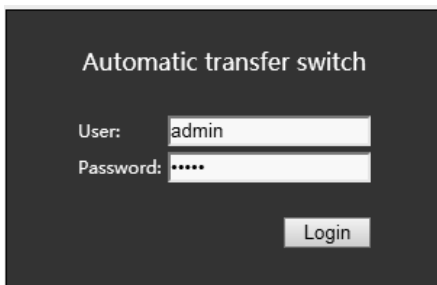 Automatic transfer switch
User: admin
Password: •••••
Login